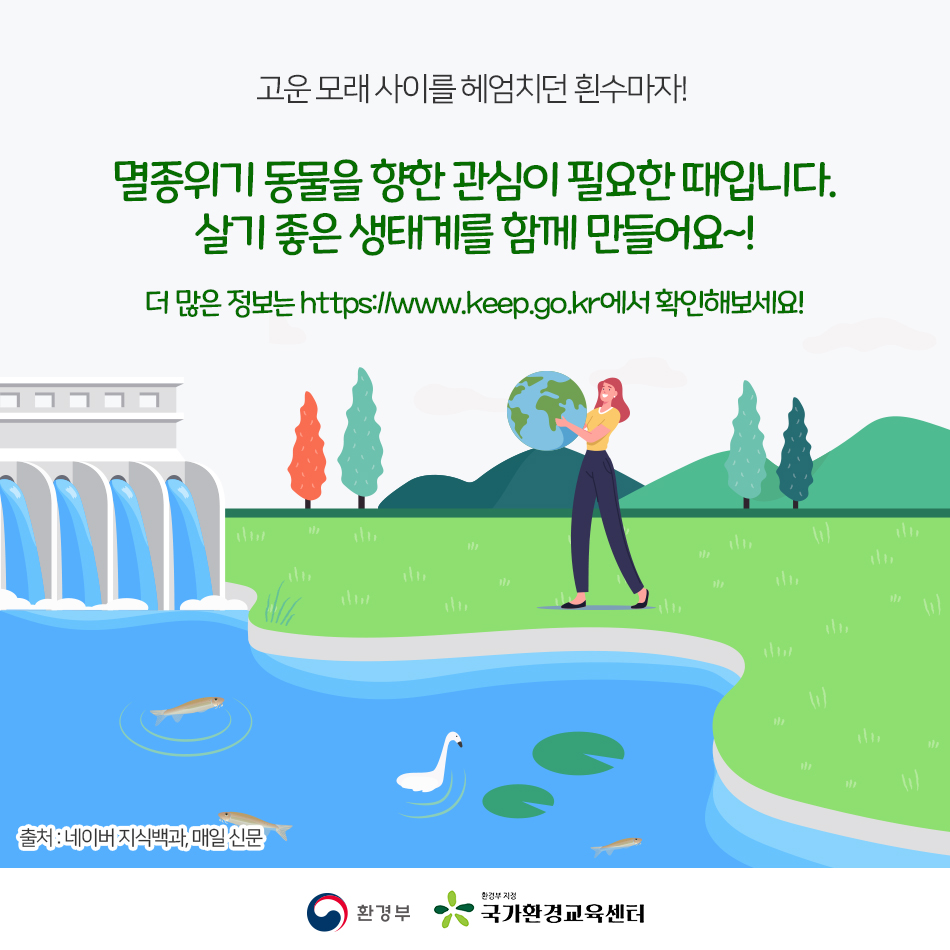 고운 모래 사이를 헤엄치던 흰수마자!
멸종위기 동물을 향한 관심이 필요한 때입니다.
살기 좋은 생태계를 함께 만들어요~!
더 많은 정보는 https://www.keep.go.kr에서 확인해보세요!
출처 : 네이버 지식백과, 매일 신문
환경부
환경부 지정
국가환경교육센터